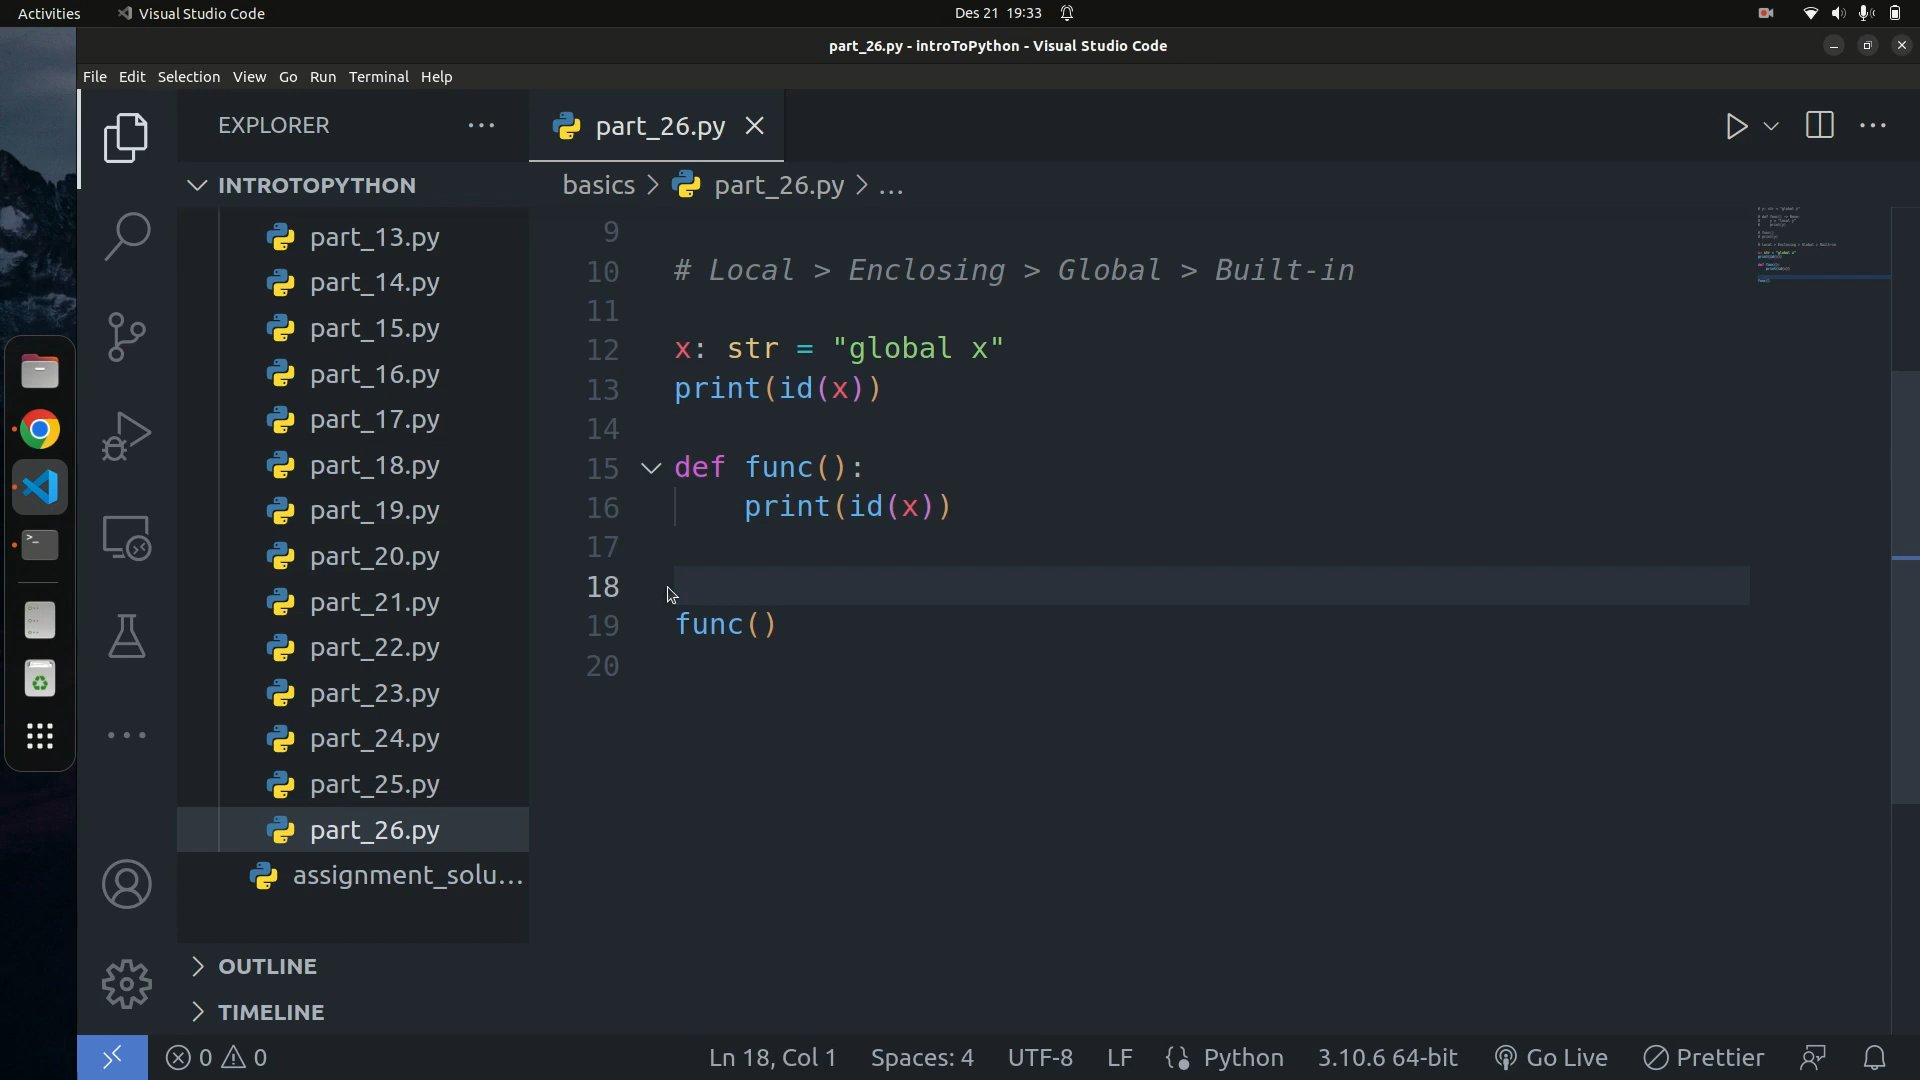 Activities
Visual Studio Code
Des 21 19:33
part_26.py - introToPython - Visual Studio Code
File Edit Selection View Go Run Terminal Help
EXPLORER
part_26.py
INTROTOPYTHON
basics > part_26.py > ...
part_13.py
part_14.py
part_15.py
part_16.py
part_17.py
part_18.py
part_19.py
part_20.py
part_21.py
part_22.py
part_23.py
part_24.py
part_25.py
part_26.py
assignment_solu...
OUTLINE
TIMELINE
9
10 # Local > Enclosing > Global > Built-in
11
12 x: str = "global x"
13 print(id(x))
14
15 def func():
16     print(id(x))
17
18
19 func()
20
0 0
Ln 18, Col 1
Spaces: 4
UTF-8
LF
Python
3.10.6 64-bit
Go Live
Prettier